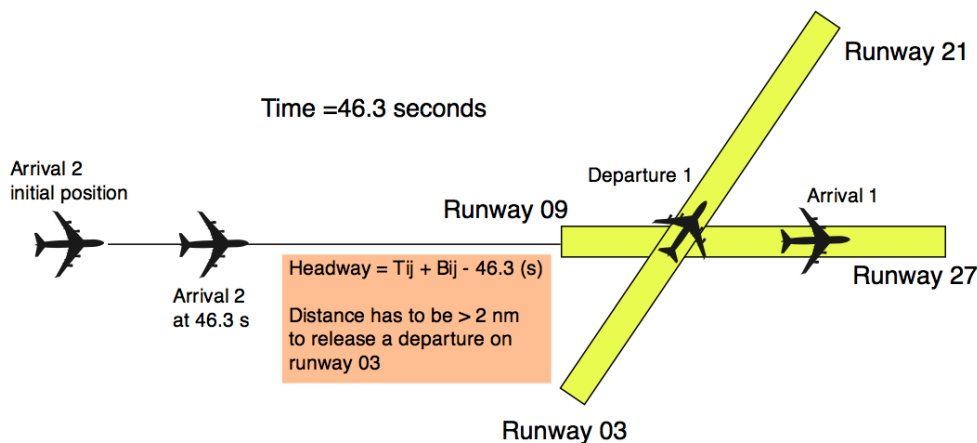 Runway 21
Time =46.3 seconds
Arrival 2
initial position
Departure 1
Arrival 1
Runway 09
Headway = Tij + Bij - 46.3 (s)
Runway 27
Arrival 2
at 46.3 s
Distance has to be > 2 nm
to release a departure on
runway 03
Runway 03